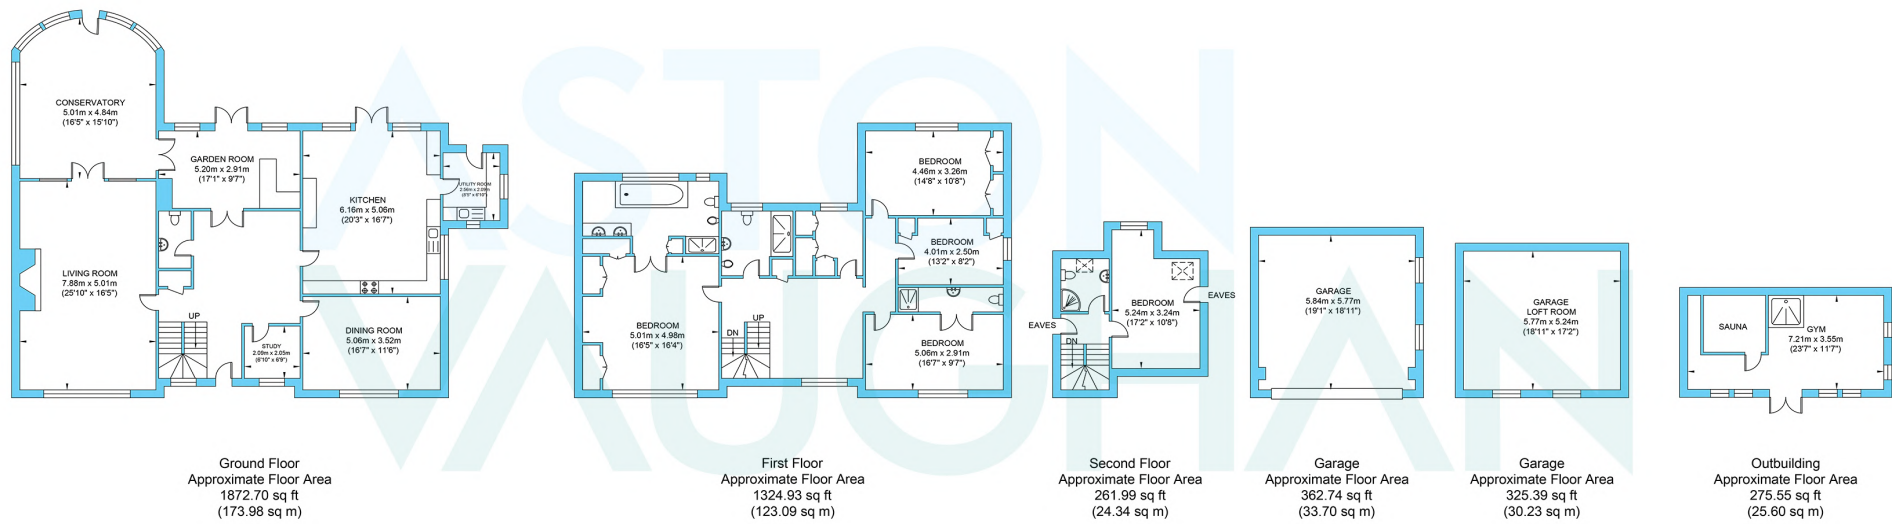 ASTON
VAUGHAN
CONSERVATORY
5.01m x 4.84m
(16'5" x 15'10")
GARDEN ROOM
5.20m x 2.91m
(17'1" x 9'7")
KITCHEN
6.16m x 5.06m
(20'3" x 16'7")
UTILITY ROOM
LIVING ROOM
7.88m x 5.01m
(25'10" x 16'5")
UP
STUDY
2.09m x 2.05m
(6'10" x 6'9")
DINING ROOM
5.06m x 3.52m
(16'7" x 11'6")
Ground Floor
Approximate Floor Area
1872.70 sq ft
(173.98 sq m)
BEDROOM
4.46m x 3.26m
(14'8" x 10'8")
BEDROOM
4.01m x 2.50m
(13'2" x 8'2")
BEDROOM
5.01m x 4.98m
(16'5" x 16'4")
DN
UP
BEDROOM
5.06m x 2.91m
(16'7" x 9'7")
First Floor
Approximate Floor Area
1324.93 sq ft
(123.09 sq m)
BEDROOM
5.24m x 3.24m
(17'2" x 10'8")
EAVES
EAVES
DN
Second Floor
Approximate Floor Area
261.99 sq ft
(24.34 sq m)
GARAGE
5.84m x 5.77m
(19'1" x 18'11")
Garage
Approximate Floor Area
362.74 sq ft
(33.70 sq m)
GARAGE
LOFT ROOM
5.77m x 5.24m
(18'11" x 17'2")
Garage
Approximate Floor Area
325.39 sq ft
(30.23 sq m)
SAUNA
GYM
7.21m x 3.55m
(23'7" x 11'7")
Outbuilding
Approximate Floor Area
275.55 sq ft
(25.60 sq m)